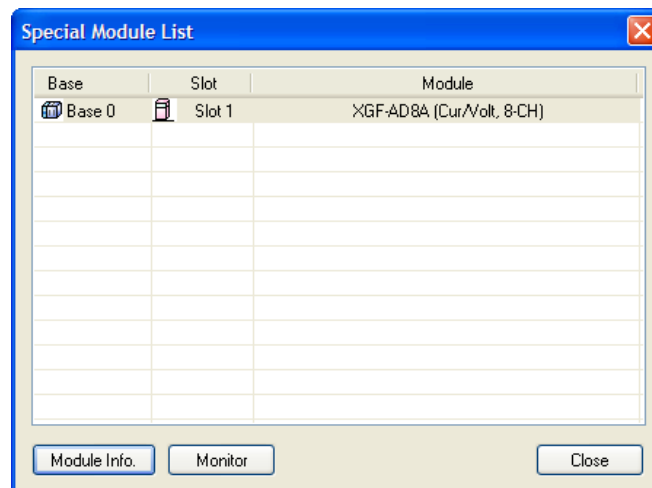 Special Module List
Base Slot Module
Base 0 Slot 1 XGF-AD8A (Cur/Volt, 8-CH)
Module Info. Monitor Close